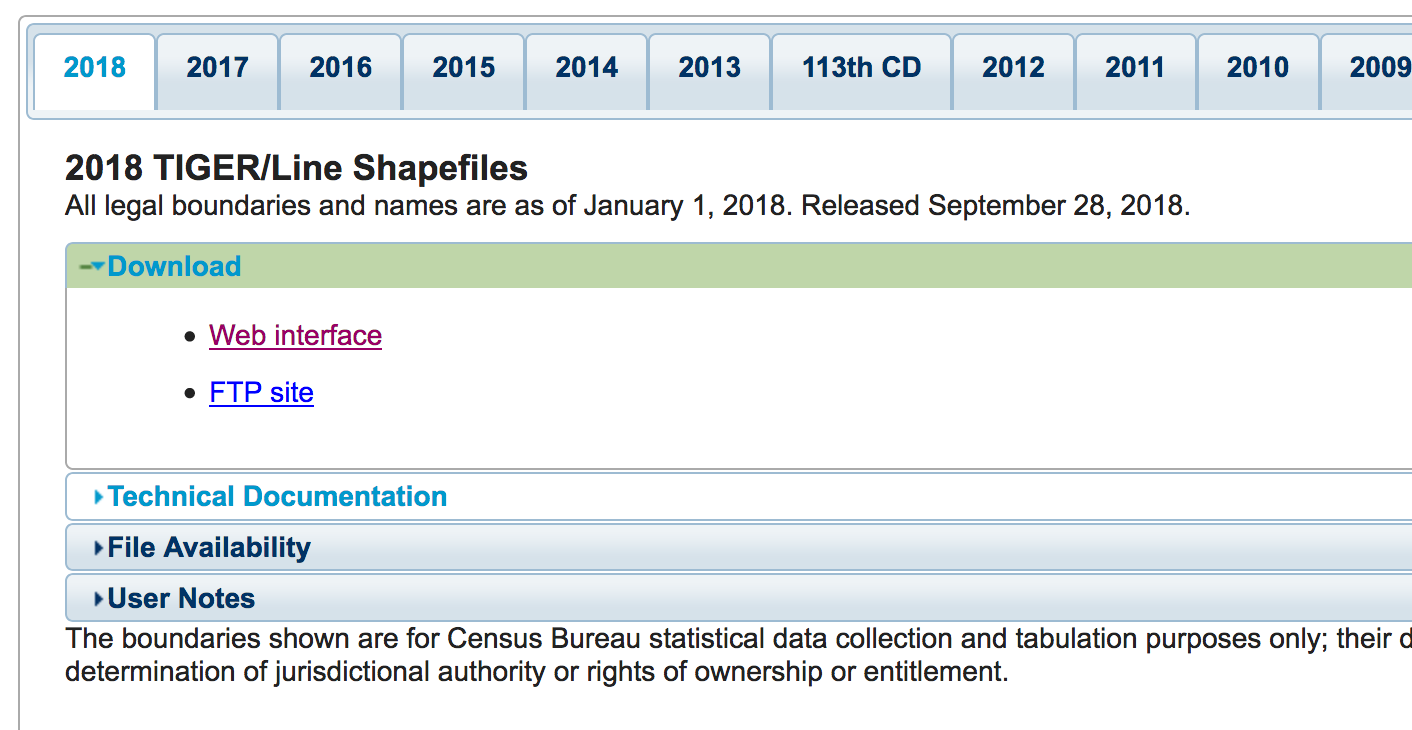 2018 2017 2016 2015 2014 2013 113th CD 2012 2011 2010 2009
2018 TIGER/Line Shapefiles
All legal boundaries and names are as of January 1, 2018. Released September 28, 2018.
Download
Web interface
FTP site
Technical Documentation
File Availability
User Notes
The boundaries shown are for Census Bureau statistical data collection and tabulation purposes only; their
determination of jurisdictional authority or rights of ownership or entitlement.